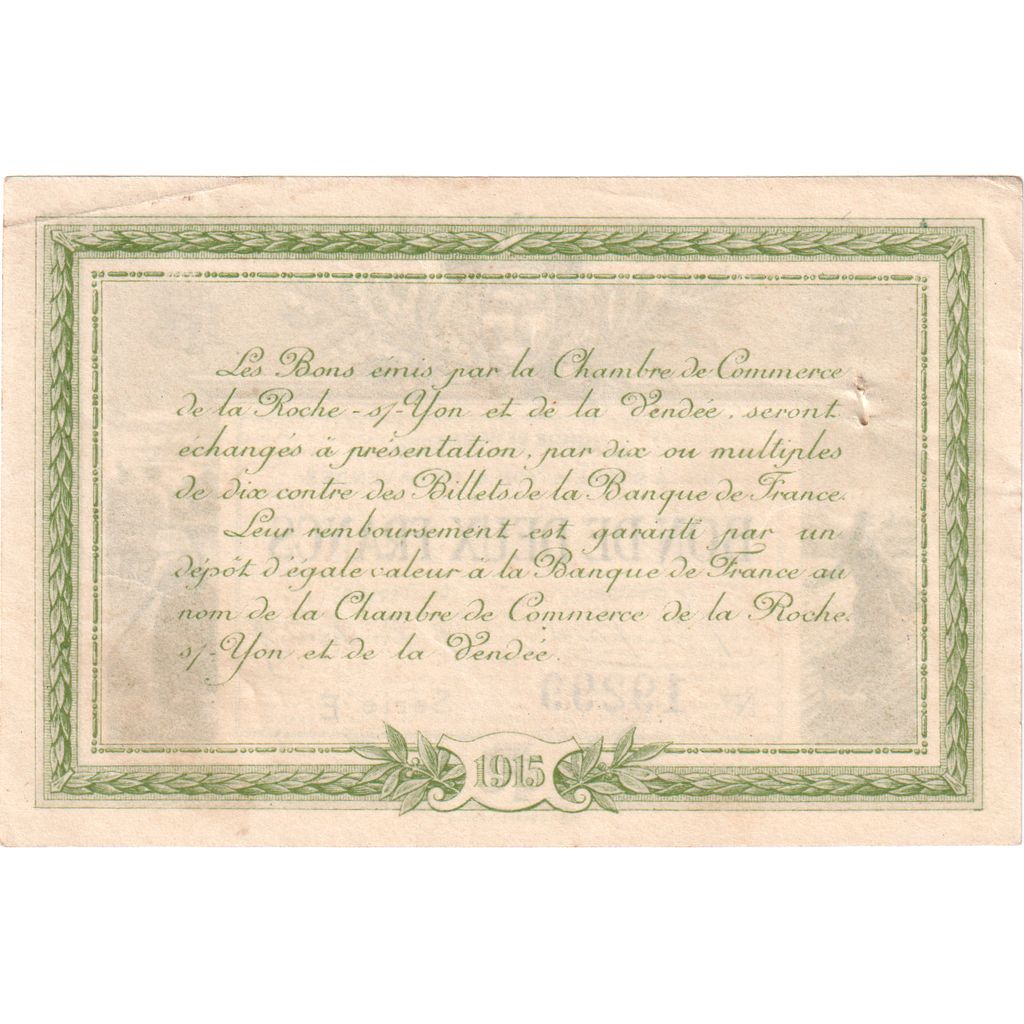 Les Bons émis par la Chambre de Commerce
de la Roche-s/-Yon et de la Vendée, seront
échangés à présentation, par dix ou multiples
de dix contre des Billets de la Banque de France.
Leur remboursement est garanti par un
dépôt d'égale valeur à la Banque de France au
nom de la Chambre de Commerce de la Roche-
s/-Yon et de la Vendée.
1915